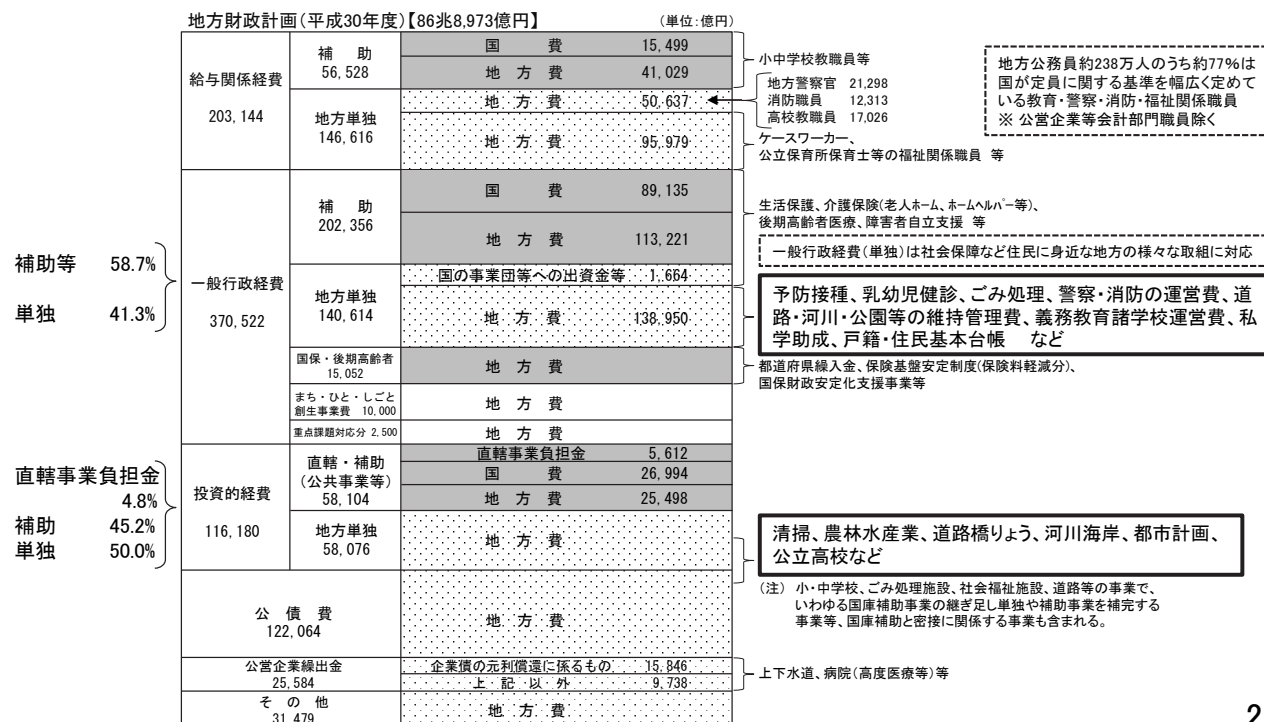 地方財政計画(平成30年度)【86兆8,973億円】 (単位:億円)
給与関係経費
203,144
補 助
56,528
国 費 15,499
地 方 費 41,029
小中学校教職員等
地方単独
146,616
地 方 費 50,637
地方警察官 21,298
消防職員 12,313
高校教職員 17,026
地 方 費 95,979
ケースワーカー、
公立保育所保育士等の福祉関係職員 等
地方公務員約238万人のうち約77%は
国が定員に関する基準を幅広く定めて
いる教育・警察・消防・福祉関係職員
※ 公営企業等会計部門職員除く
補助等 58.7%
単独 41.3%
一般行政経費
370,522
補 助
202,356
国 費 89,135
地 方 費 113,221
生活保護、介護保険(老人ホーム、ホームヘルパー等)、
後期高齢者医療、障害者自立支援 等
一般行政経費(単独)は社会保障など住民に身近な地方の様々な取組に対応
地方単独
140,614
国の事業団等への出資金等 1,664
地 方 費 138,950
予防接種、乳幼児健診、ごみ処理、警察・消防の運営費、道
路・河川・公園等の維持管理費、義務教育諸学校運営費、私
学助成、戸籍・住民基本台帳 など
国保・後期高齢者
15,052
地 方 費
都道府県繰入金、保険基盤安定制度(保険料軽減分)、
国保財政安定化支援事業等
まち・ひと・しごと
創生事業費 10,000
地 方 費
重点課題対応分 2,500
地 方 費
直轄事業負担金
4.8%
補助 45.2%
単独 50.0%
投資的経費
116,180
直轄・補助
(公共事業等)
58,104
直轄事業負担金 5,612
国 費 26,994
地 方 費 25,498
地方単独
58,076
地 方 費
清掃、農林水産業、道路橋りょう、河川海岸、都市計画、
公立高校など
(注) 小・中学校、ごみ処理施設、社会福祉施設、道路等の事業で、
いわゆる国庫補助事業の継ぎ足し単独や補助事業を補完する
事業等、国庫補助と密接に関係する事業も含まれる。
公 債 費
122,064
地 方 費
公営企業繰出金
25,584
企業債の元利償還に係るもの 15,846
上 記 以 外 9,738
上下水道、病院(高度医療等)等
そ の 他
31,479
地 方 費
2